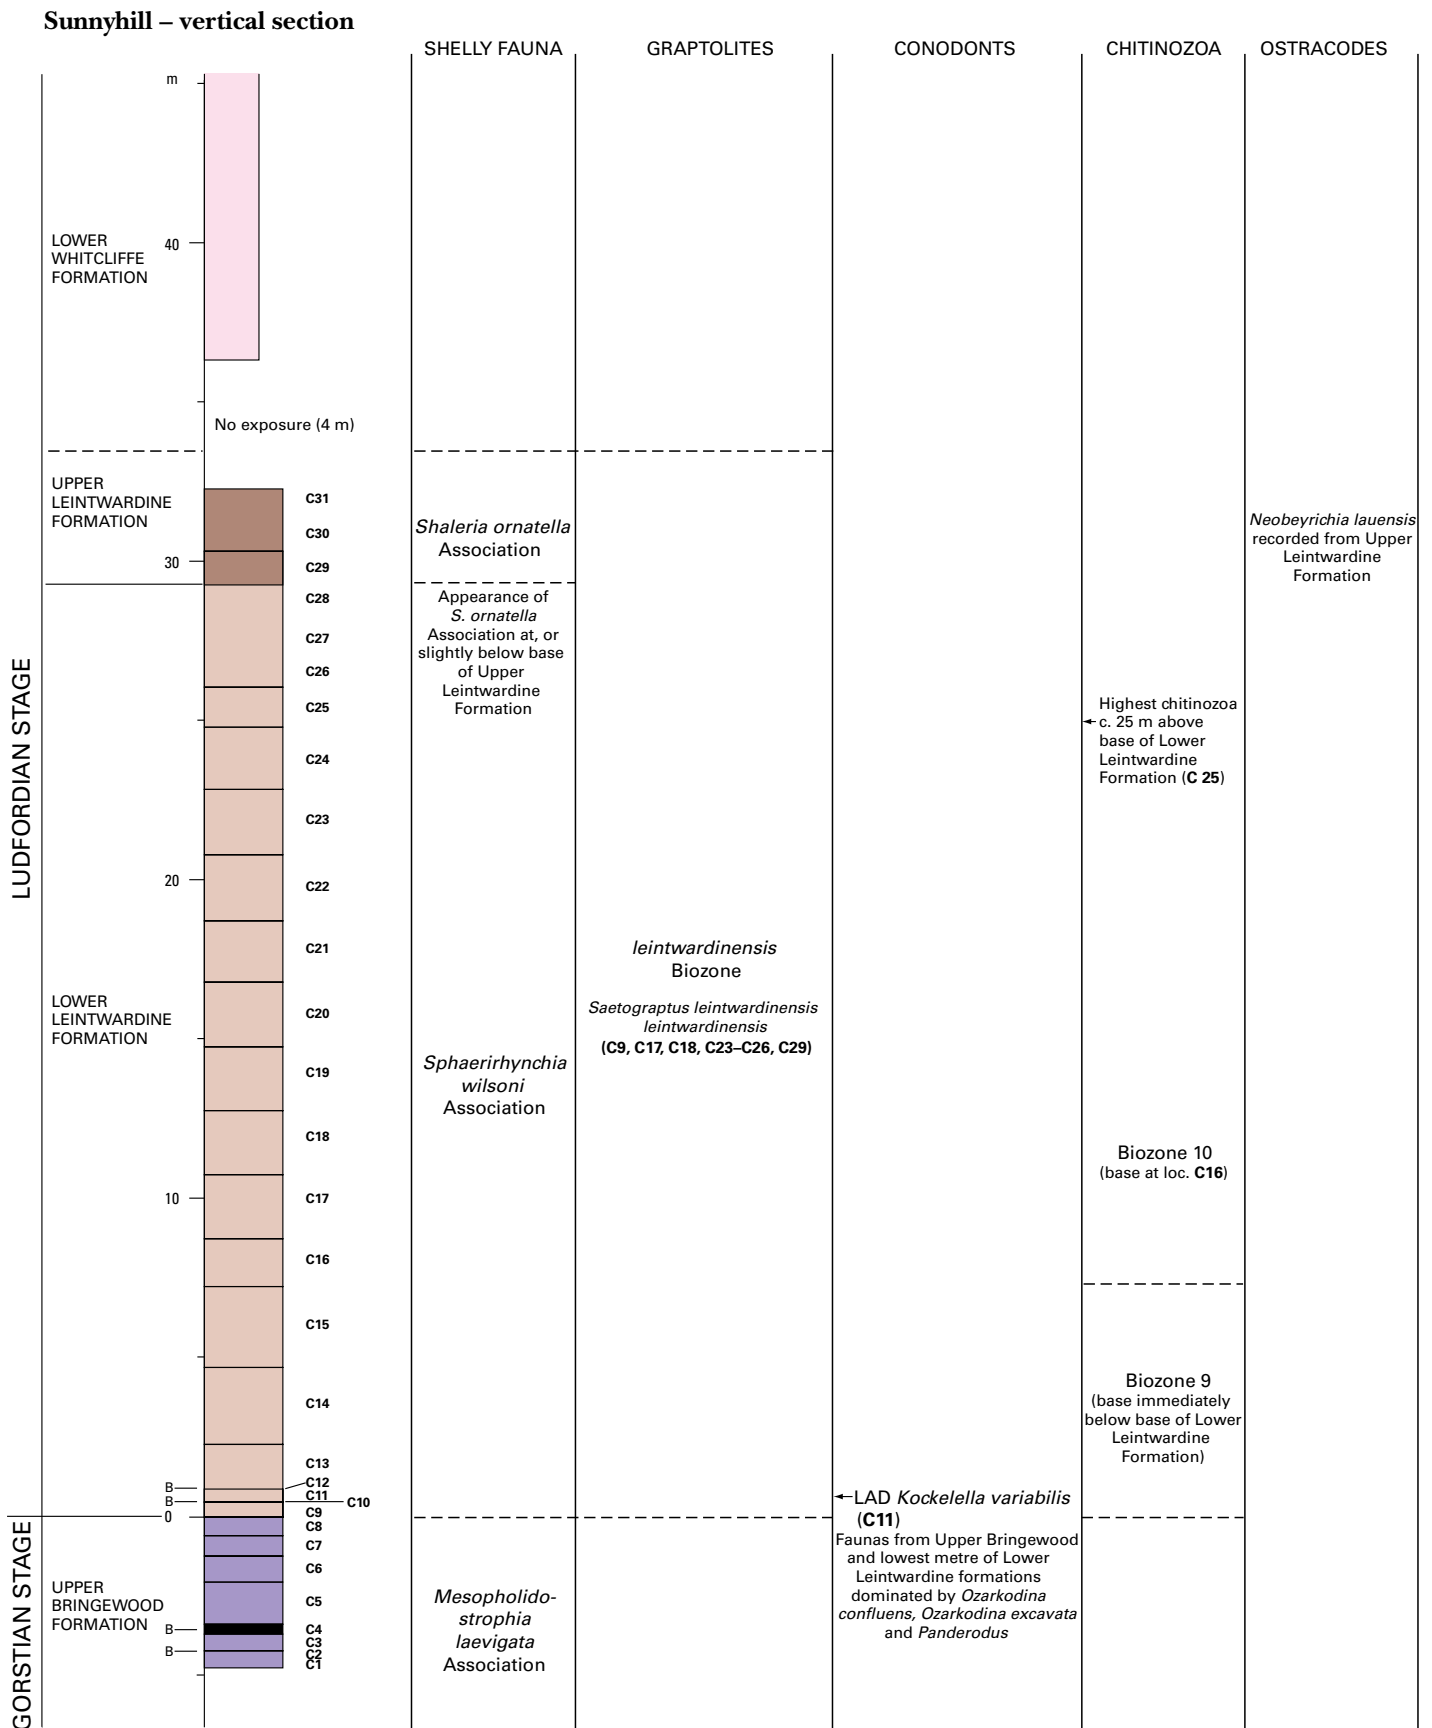 Sunnyhill – vertical section
SHELLY FAUNA
GRAPTOLITES
CONODONTS
CHITINOZOA
OSTRACODES
m
LOWER
WHITCLIFFE
FORMATION
40
No exposure (4 m)
UPPER
LEINTWARDINE
FORMATION
30
LOWER
LEINTWARDINE
FORMATION
20
10
B
B
0
UPPER
BRINGEWOOD
FORMATION
B
B
LUDFORDIAN STAGE
GORSTIAN STAGE
C31
C30
C29
C28
C27
C26
C25
C24
C23
C22
C21
C20
C19
C18
C17
C16
C15
C14
C13
C12
C11
C10
C9
C8
C7
C6
C5
C4
C3
C2
C1
Shaleria ornatella
Association
Appearance of
S. ornatella
Association at, or
slightly below base
of Upper
Leintwardine
Formation
Sphaerirhynchia
wilsoni
Association
Mesopholido-
strophia
laevigata
Association
leintwardinensis
Biozone
Saetograptus leintwardinensis
leintwardinensis
(C9, C17, C18, C23–C26, C29)
LAD Kockelella variabilis
(C11)
Faunas from Upper Bringewood
and lowest metre of Lower
Leintwardine formations
dominated by Ozarkodina
confluens, Ozarkodina excavata
and Panderodus
Highest chitinozoa
c. 25 m above
base of Lower
Leintwardine
Formation (C 25)
Biozone 10
(base at loc. C16)
Biozone 9
(base immediately
below base of Lower
Leintwardine
Formation)
Neobeyrichia lauensis
recorded from Upper
Leintwardine
Formation